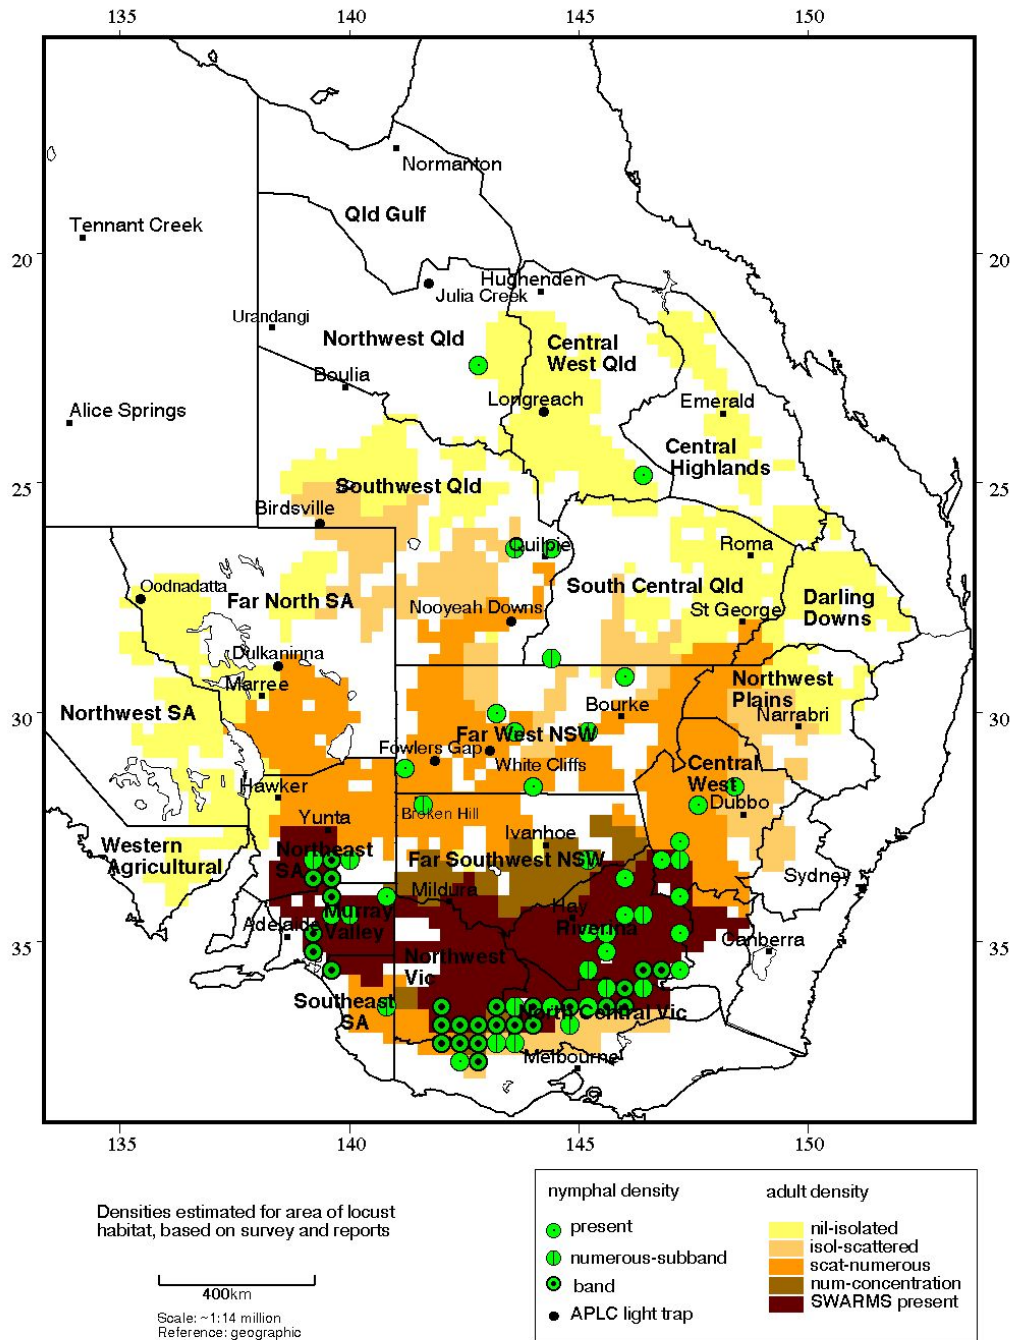 135 140 145 150
Normanton
Tennant Creek
Qld Gulf
20 20
Hughenden
Julia Creek
Urandangi
Northwest Qld
Central
West Qld
Boulia
Longreach
Emerald
Alice Springs
Central
Highlands
25 25
Southwest Qld
Birdsville
Quilpie
Roma
Oodnadatta
South Central Qld
Far North SA
Nooyeah Downs
St George
Darling
Downs
Dulkaninna
Marree
Northwest
Plains
Northwest SA
Bourke
Narrabri
30 30
Far West NSW
Fowlers Gap
White Cliffs
Central
West
Hawker
Broken Hill
Dubbo
Yunta
Ivanhoe
Western
Agricultural
Northeast
SA
Far Southwest NSW
Sydney
Mildura
Hay
Murray
Valley
Adelaide
Riverina
35 35
Canberra
Northwest
Vic
Southeast
SA
North Central Vic
Melbourne
135 140 145 150
Densities estimated for area of locust
habitat, based on survey and reports
400km
Scale: ~1:14 million
Reference: geographic
nymphal density
present
numerous-subband
band
APLC light trap
adult density
nil-isolated
isol-scattered
scat-numerous
num-concentration
SWARMS present